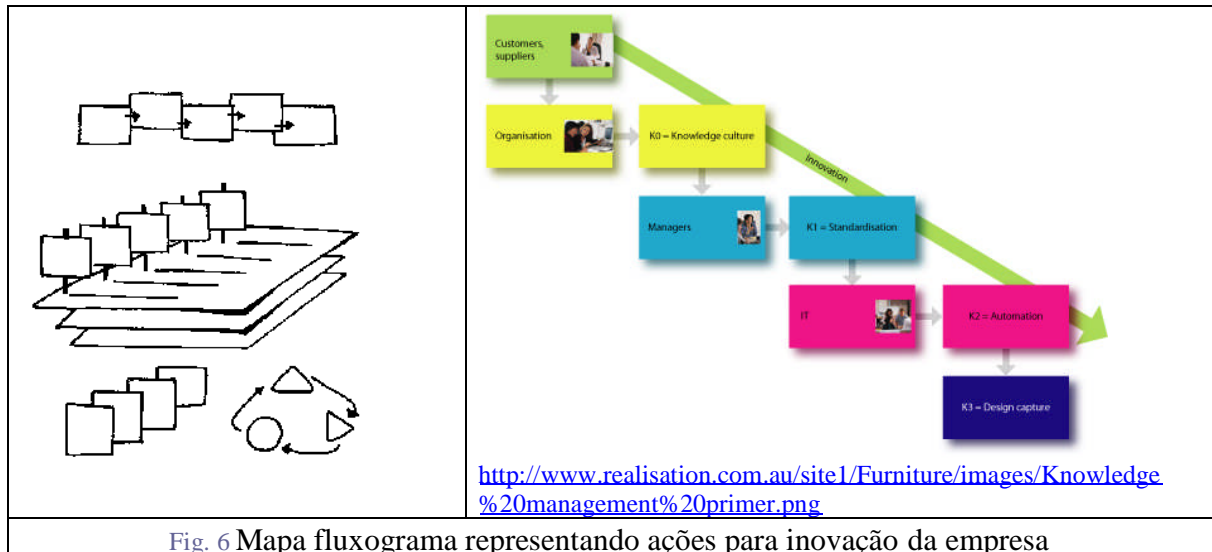 Customers,
suppliers
Organisation
K0 = Knowledge culture
Innovation
Managers
K1 = Standardisation
IT
K2 = Automation
K3 = Design capture
http://www.realisation.com.au/site1/Furniture/images/Knowledge
%20management%20primer.png
Fig. 6 Mapa fluxograma representando ações para inovação da empresa